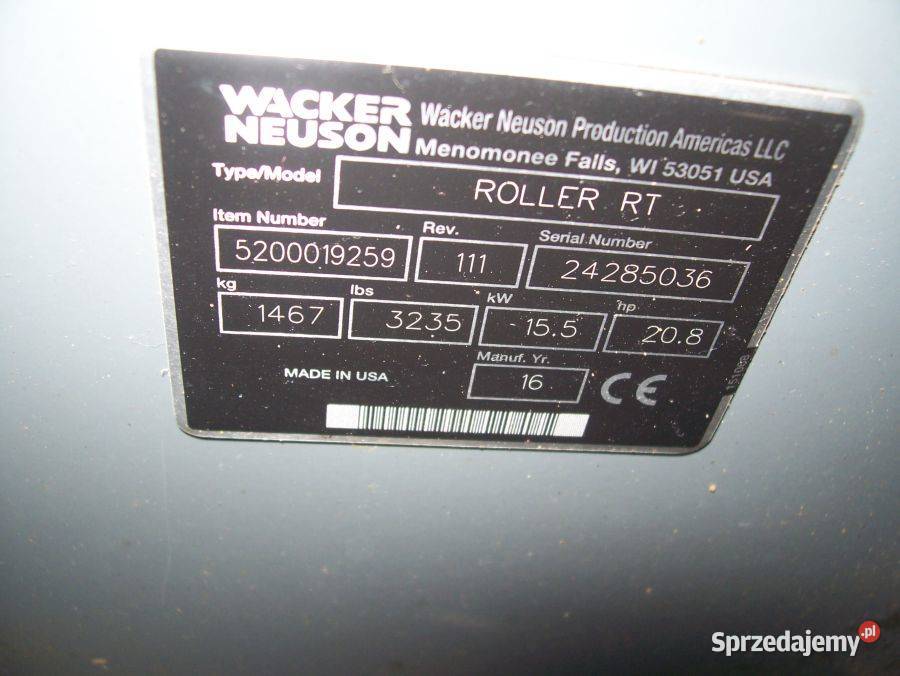 WACKER
NEUSON
Wacker Neuson Production Americas LLC
Menomonee Falls, WI 53051 USA
Type/Model
ROLLER RT
Item Number
5200019259
Rev.
111
Serial Number
24285036
kg
1467
lbs
3235
kW
15.5
hp
20.8
Manuf. Yr.
16
MADE IN USA
CE
151088
Sprzedajemy.pl